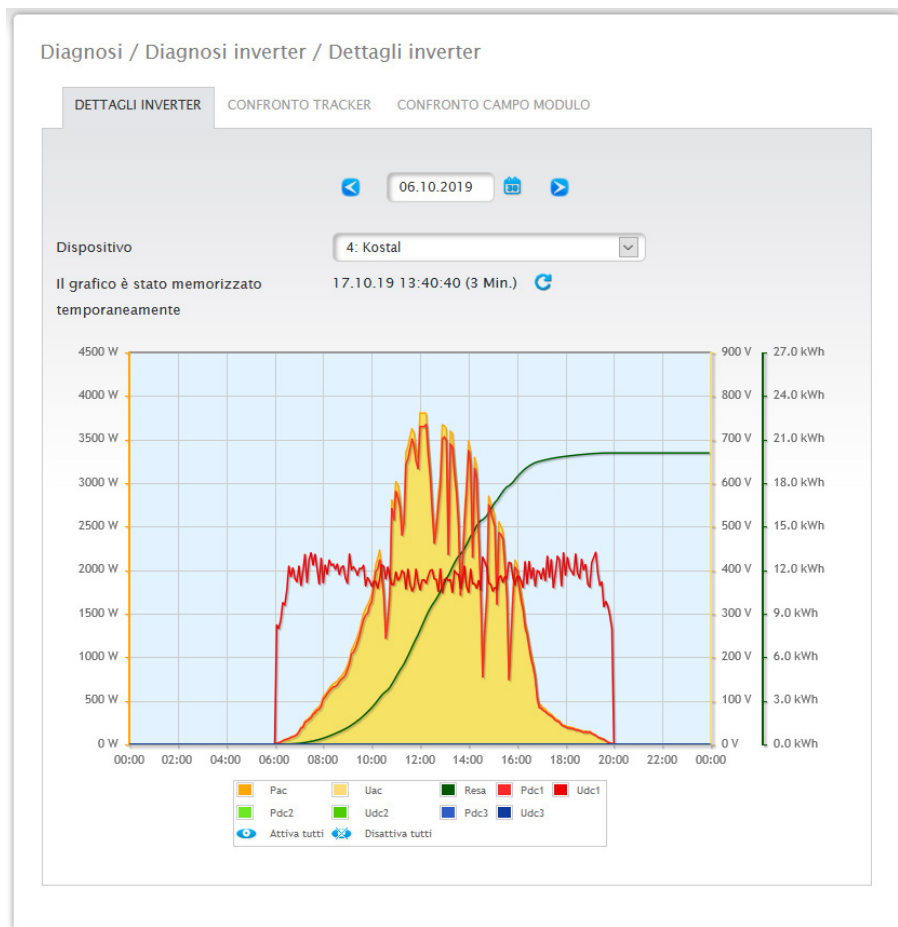 Diagnosi / Diagnosi inverter / Dettagli inverter
DETTAGLI INVERTER CONFRONTO TRACKER CONFRONTO CAMPO MODULO
06.10.2019 30
Dispositivo 4: Kostal
Il grafico è stato memorizzato 17.10.19 13:40:40 (3 Min.)
temporaneamente
4500 W 900 V 27.0 kWh
4000 W 800 V 24.0 kWh
3500 W 700 V 21.0 kWh
3000 W 600 V 18.0 kWh
2500 W 500 V 15.0 kWh
2000 W 400 V 12.0 kWh
1500 W 300 V 9.0 kWh
1000 W 200 V 6.0 kWh
500 W 100 V 3.0 kWh
0 W 0 V 0.0 kWh
00:00 02:00 04:00 06:00 08:00 10:00 12:00 14:00 16:00 18:00 20:00 22:00 00:00
Pac Uac Resa Pdc1 Udc1
Pdc2 Udc2 Pdc3 Udc3
Attiva tutti Disattiva tutti